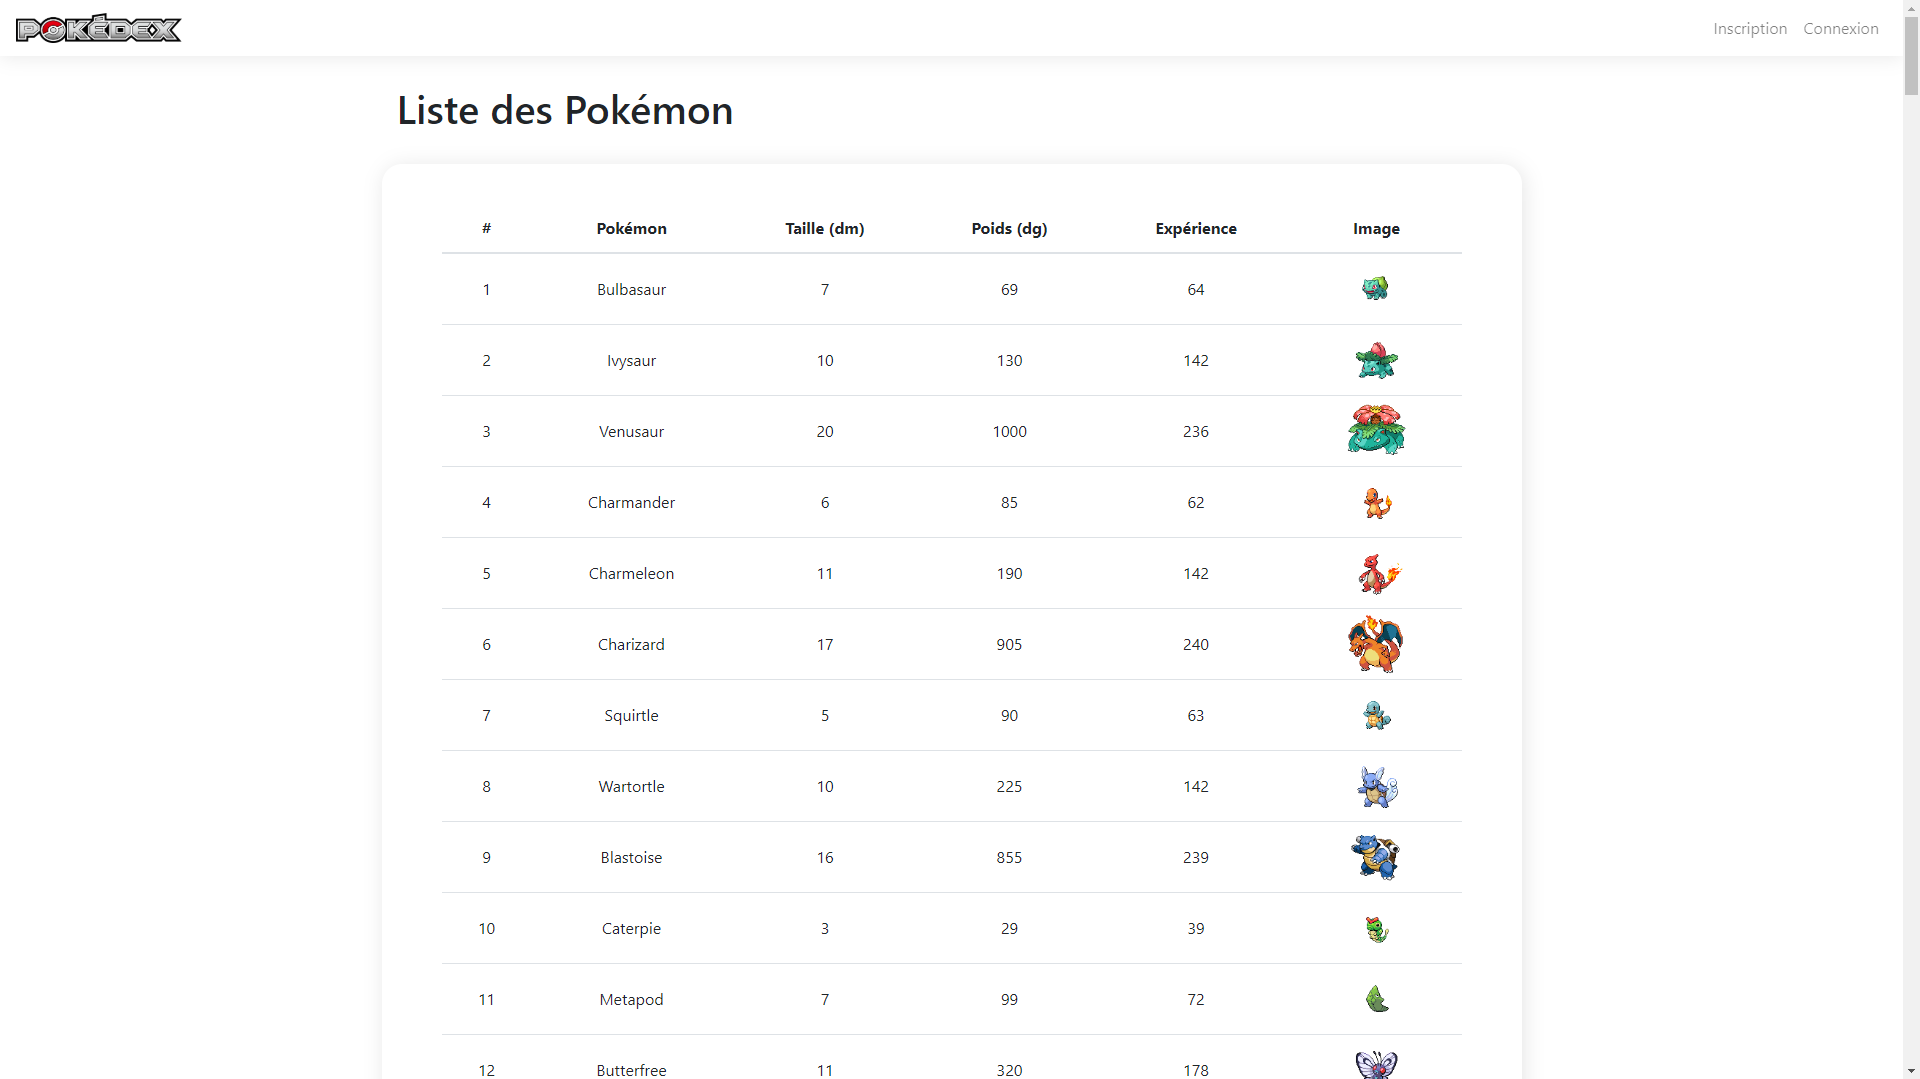 POKÉDEX
Inscription Connexion
Liste des Pokémon
# Pokémon Taille (dm) Poids (dg) Expérience Image
1 Bulbasaur 7 69 64
2 Ivysaur 10 130 142
3 Venusaur 20 1000 236
4 Charmander 6 85 62
5 Charmeleon 11 190 142
6 Charizard 17 905 240
7 Squirtle 5 90 63
8 Wartortle 10 225 142
9 Blastoise 16 855 239
10 Caterpie 3 29 39
11 Metapod 7 99 72
12 Butterfree 11 320 178